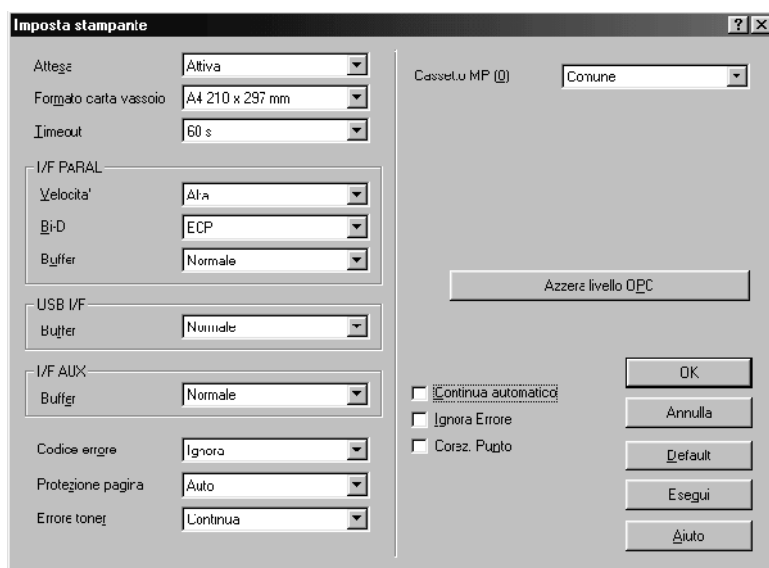 Imposta stampante
Attesa Attiva
Formato carta vassoio A4 210 x 297 mm
Timeout 60 s
I/F PARAL
Velocita' Alta
Bi-D ECP
Buffer Normale
USB I/F
Buffer Normale
I/F AUX
Buffer Normale
Codice errore Ignora
Protezione pagina Auto
Errore toner Continua
Cassetto MP (0) Comune
Azzera livello OPC
Continua automatico
Ignora Errore
Corez. Punto
OK
Annulla
Default
Esegui
Aiuto